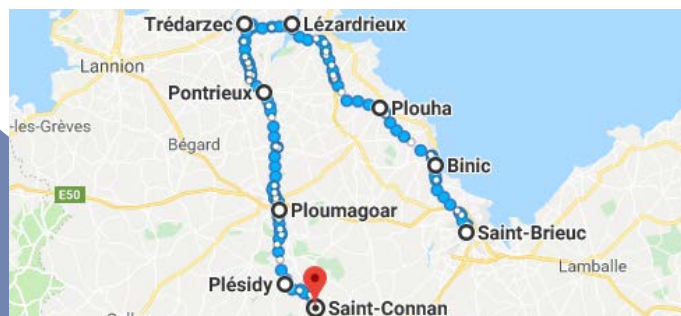 Trédarzec
Lézardrieux
Lannion
Pontrieux
Plouha
-les-Grèves
Bégard
Binic
E50
Ploumagoar
Saint-Brieuc
Lamballe
Plésidy
Saint-Connan